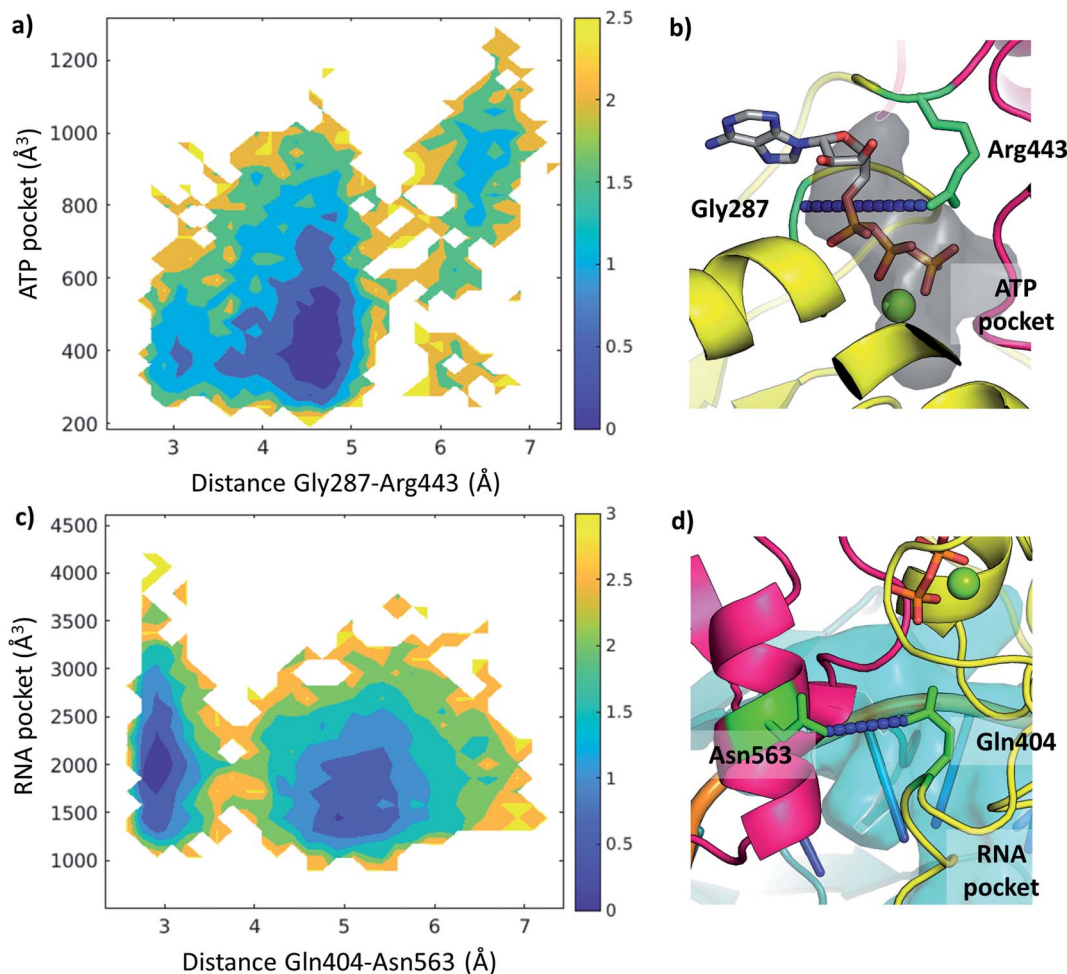 a)
1200
1000
800
600
400
200
ATP pocket (Å³)
3 4 5 6 7
Distance Gly287-Arg443 (Å)
2.5
2
1.5
1
0.5
0
b)
Arg443
Gly287
ATP
pocket
c)
4500
4000
3500
3000
2500
2000
1500
1000
RNA pocket (Å³)
3 4 5 6 7
Distance Gln404-Asn563 (Å)
3
2.5
2
1.5
1
0.5
0
d)
Asn563
Gln404
RNA
pocket